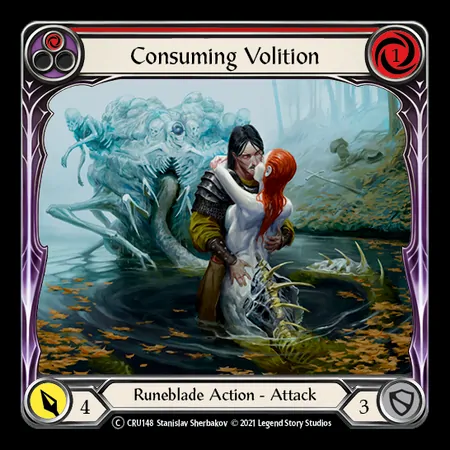 Consuming Volition
1
4
Runeblade Action - Attack
3
C CRU148 Stanislav Sherbakov © 2021 Legend Story Studios